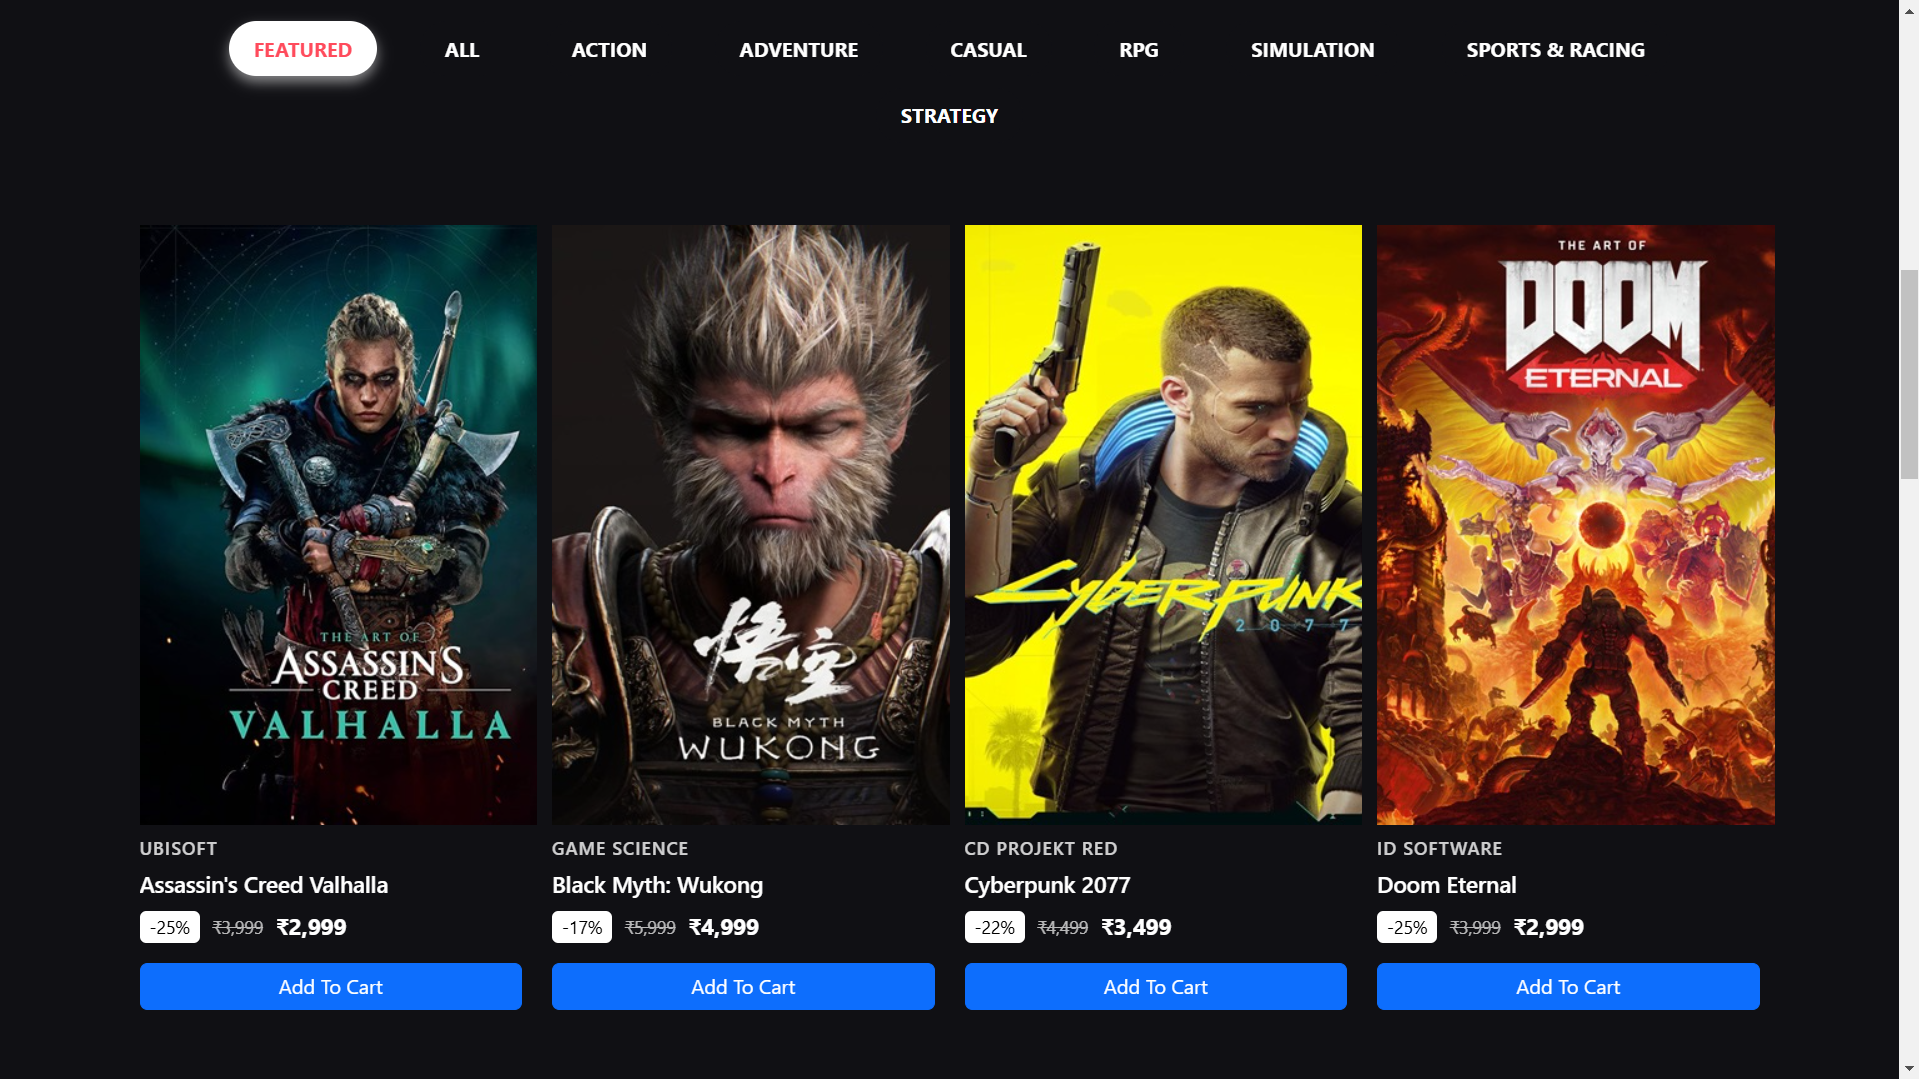 FEATURED ALL ACTION ADVENTURE CASUAL RPG SIMULATION SPORTS & RACING
STRATEGY
THE ART OF
ASSASSIN'S
CREED
VALHALLA
悟空
BLACK MYTH
WUKONG
CYBERPUNK
2077
THE ART OF
DOOM
ETERNAL
UBISOFT
Assassin's Creed Valhalla
-25% ₹3,999 ₹2,999
Add To Cart
GAME SCIENCE
Black Myth: Wukong
-17% ₹5,999 ₹4,999
Add To Cart
CD PROJEKT RED
Cyberpunk 2077
-22% ₹4,499 ₹3,499
Add To Cart
ID SOFTWARE
Doom Eternal
-25% ₹3,999 ₹2,999
Add To Cart